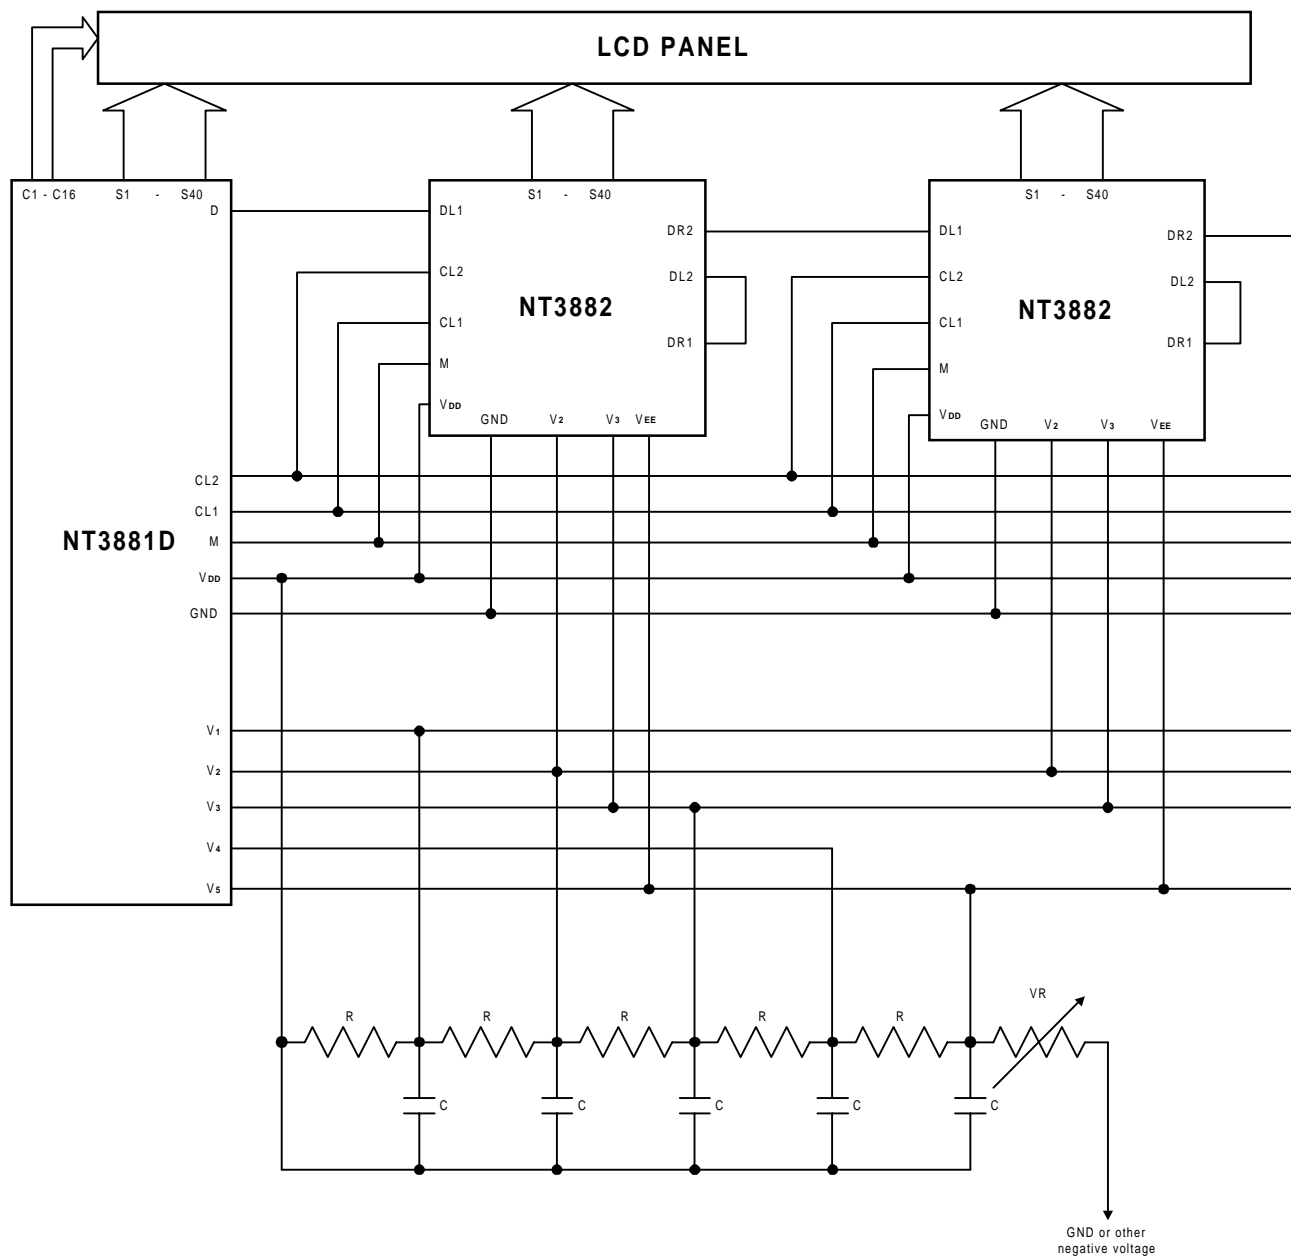 LCD PANEL
C1 - C16
S1 - S40
S1 - S40
S1 - S40
D
DL1
DR2
DL1
DR2
CL2
DL2
CL2
DL2
NT3882
NT3882
CL1
DR1
CL1
DR1
M
M
VDD
VDD
GND
V2
V3
VEE
GND
V2
V3
VEE
CL2
CL1
NT3881D
M
VDD
GND
V1
V2
V3
V4
V5
VR
R
R
R
R
R
C
C
C
C
C
GND or other
negative voltage